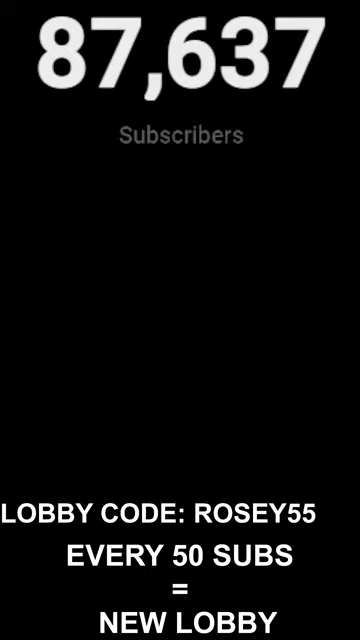 87,637
Subscribers
LOBBY CODE: ROSEY55
EVERY 50 SUBS
=
NEW LOBBY